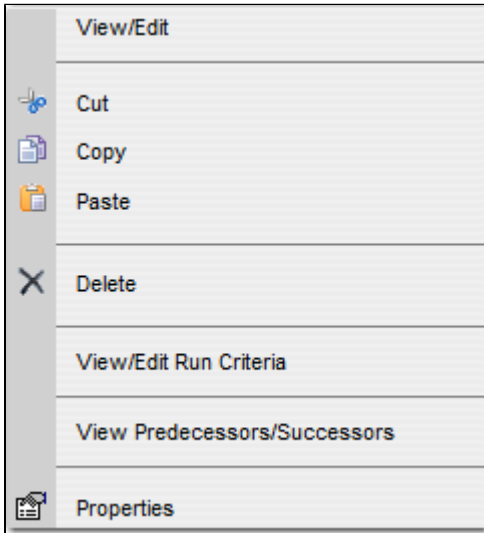 View/Edit
Cut
Copy
Paste
Delete
View/Edit Run Criteria
View Predecessors/Successors
Properties